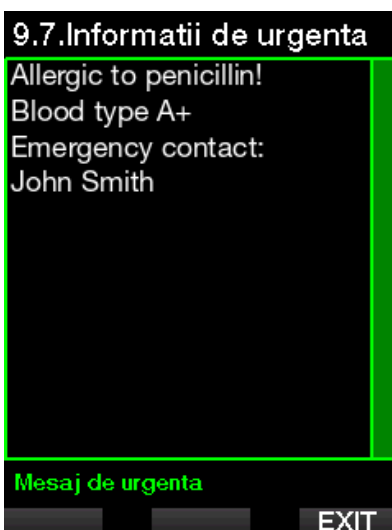 9.7.Informatii de urgenta
Allergic to penicillin!
Blood type A+
Emergency contact:
John Smith
Mesaj de urgenta
EXIT